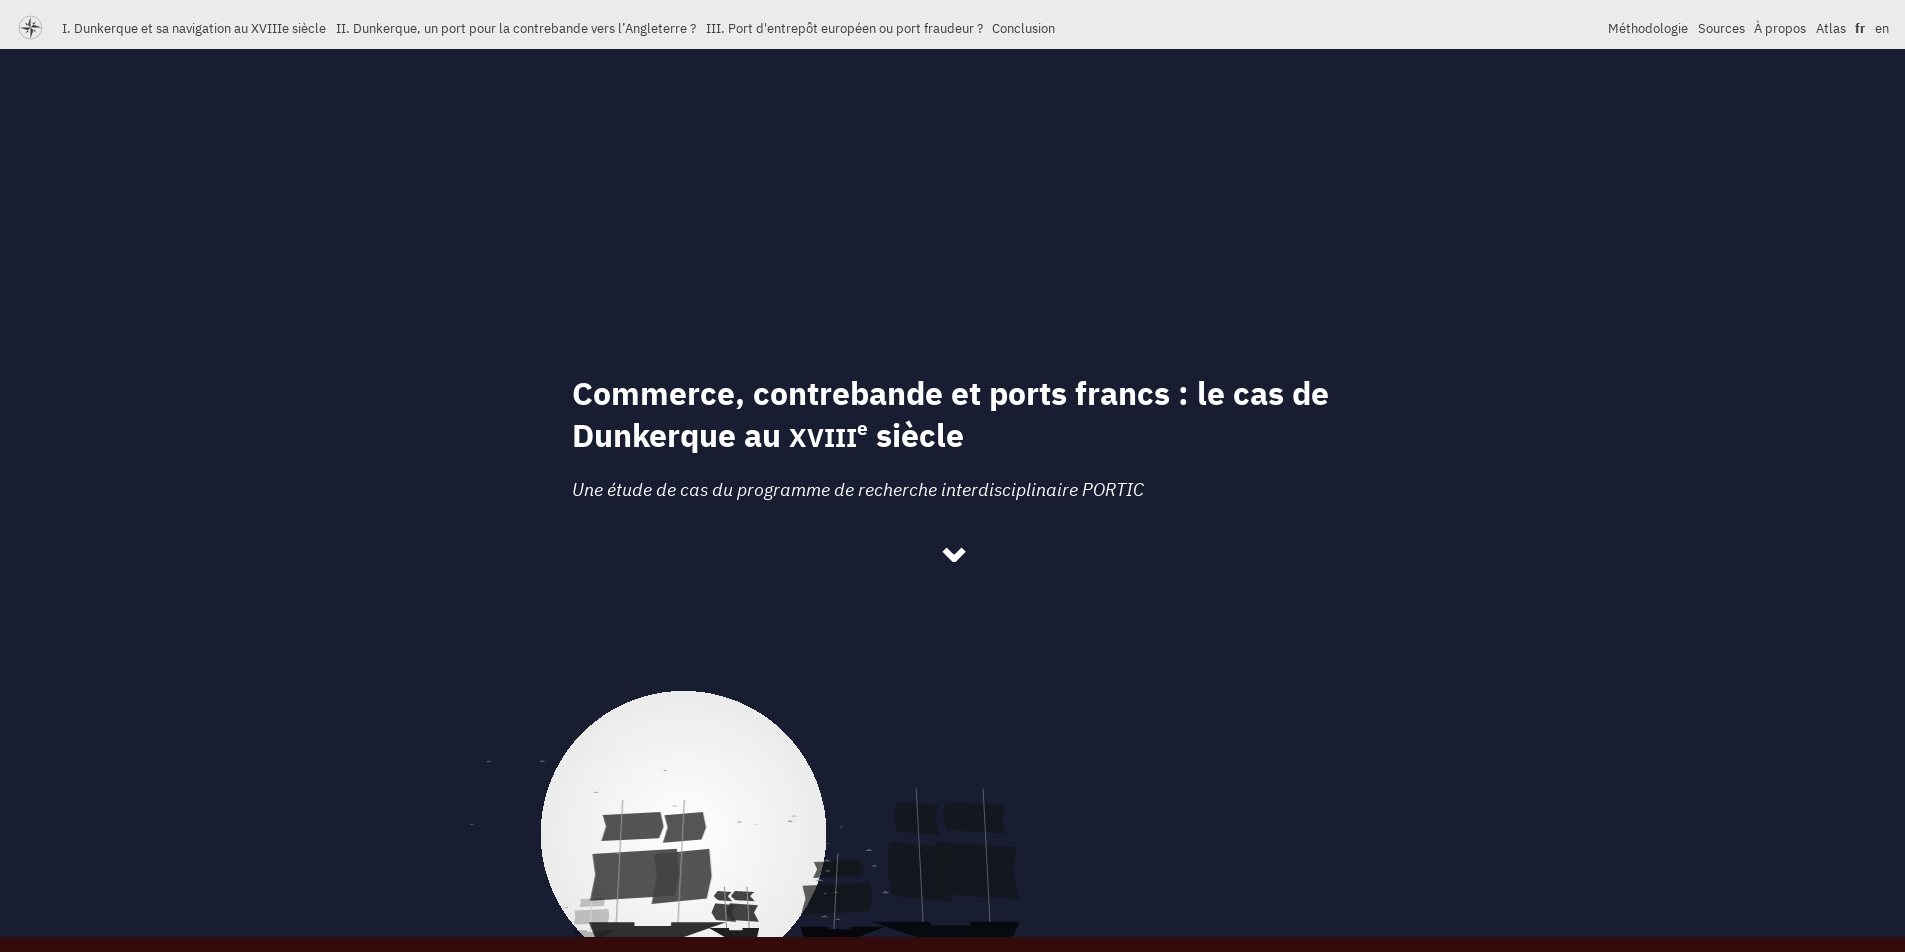 I. Dunkerque et sa navigation au XVIIIe siècle II. Dunkerque, un port pour la contrebande vers l’Angleterre ? III. Port d'entrepôt européen ou port fraudeur ? Conclusion Méthodologie Sources À propos Atlas fr en
Commerce, contrebande et ports francs : le cas de
Dunkerque au XVIIIe siècle
Une étude de cas du programme de recherche interdisciplinaire PORTIC